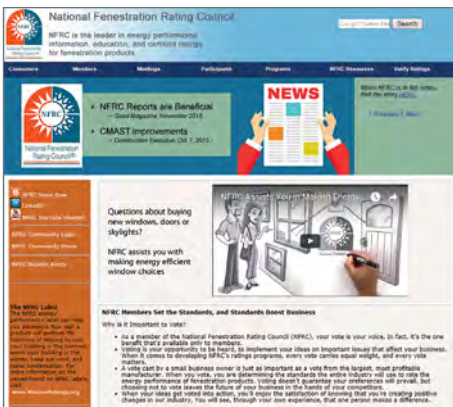 NFRC
National Fenestration Rating Council
Search
NFRC is the leader in energy performance
information, education, and certified ratings
for fenestration products
Consumers Members Meetings Participants Programs NFRC Resources Verify Ratings
NFRC
National Fenestration
Rating Council®
NFRC Reports are Beneficial
— Good Magazine, November 2015
CMAST Improvements
— Construction Executive, Oct. 7, 2015
NEWS
NFRC News Row
LinkedIn
NFRC YouTube Channel
NFRC Community Login
NFRC Bulletin Alerts
Questions about buying
new windows, doors or
skylights?
NFRC assists you with
making energy efficient
window choices
NFRC Assists You in Making Energy
The NFRC Label
The NFRC energy
performance label can help
NFRC Members Set the Standards, and Standards Boost Business
Why is it Important to Vote?
As a member of the National Fenestration Rating Council (NFRC), your vote is your voice. In fact, it's the one
benefit that's available only to members.
Voting is your opportunity to be heard, to implement your ideas on important issues that affect your business.
When it comes to developing NFRC's ratings programs, every vote carries equal weight, and every vote
matters.
A vote cast by a small business owner is just as important as a vote from the largest, most profitable
manufacturer. When you vote, you are determining the standards the entire industry will use to rate the
energy performance of fenestration products. Voting doesn't guarantee your preferences will prevail, but
choosing not to vote leaves the future of your business in the hands of your competitors.
When your ideas get voted into action, you'll enjoy the satisfaction of knowing that you're creating positive
changes in our industry. You will see, through your own experience, that one person makes a difference.